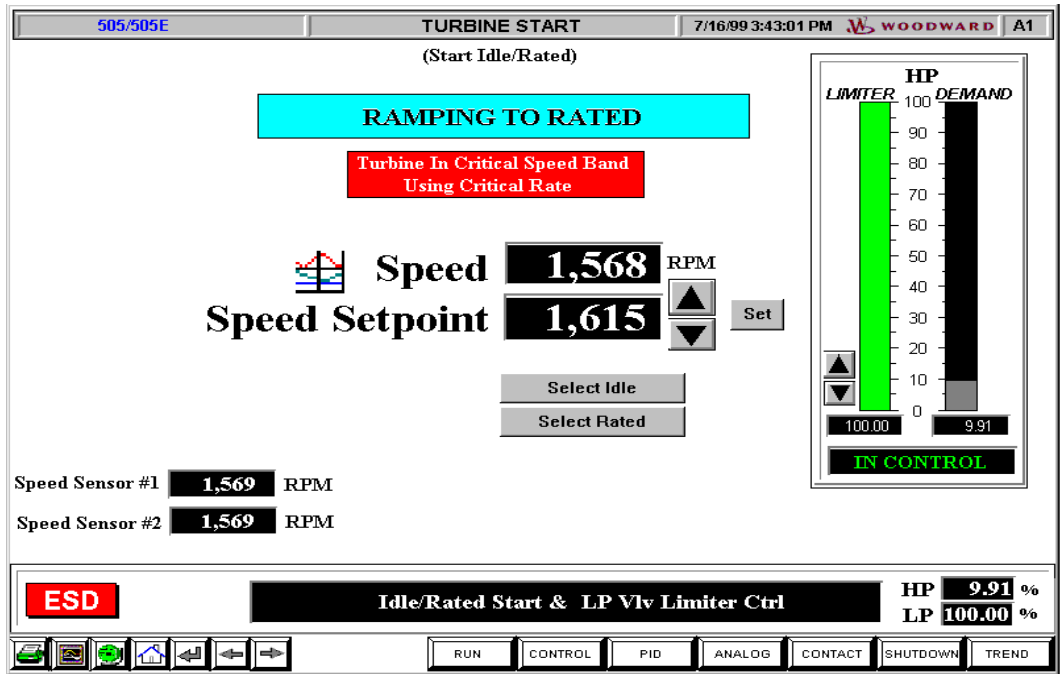 505/505E TURBINE START 7/16/99 3:43:01 PM WOODWARD A1
(Start Idle/Rated)
RAMPING TO RATED
Turbine In Critical Speed Band
Using Critical Rate
Speed 1,568 RPM
Speed Setpoint 1,615
Set
Select Idle
Select Rated
Speed Sensor #1 1,569 RPM
Speed Sensor #2 1,569 RPM
HP
LIMITER DEMAND
100
90
80
70
60
50
40
30
20
10
0
100.00 9.91
IN CONTROL
ESD
Idle/Rated Start & LP Vlv Limiter Ctrl
HP 9.91 %
LP 100.00 %
RUN CONTROL PID ANALOG CONTACT SHUTDOWN TREND